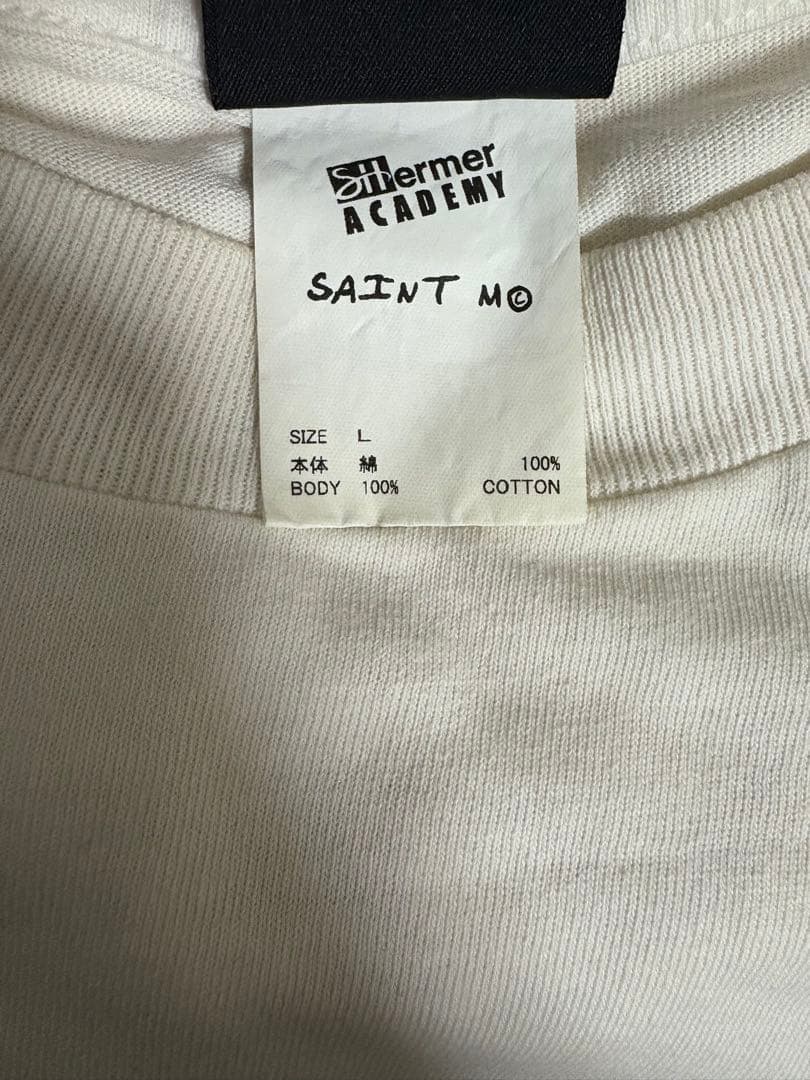 SHermer
ACADEMY
SAINT M©
SIZE L
本体 綿 100%
BODY 100% COTTON